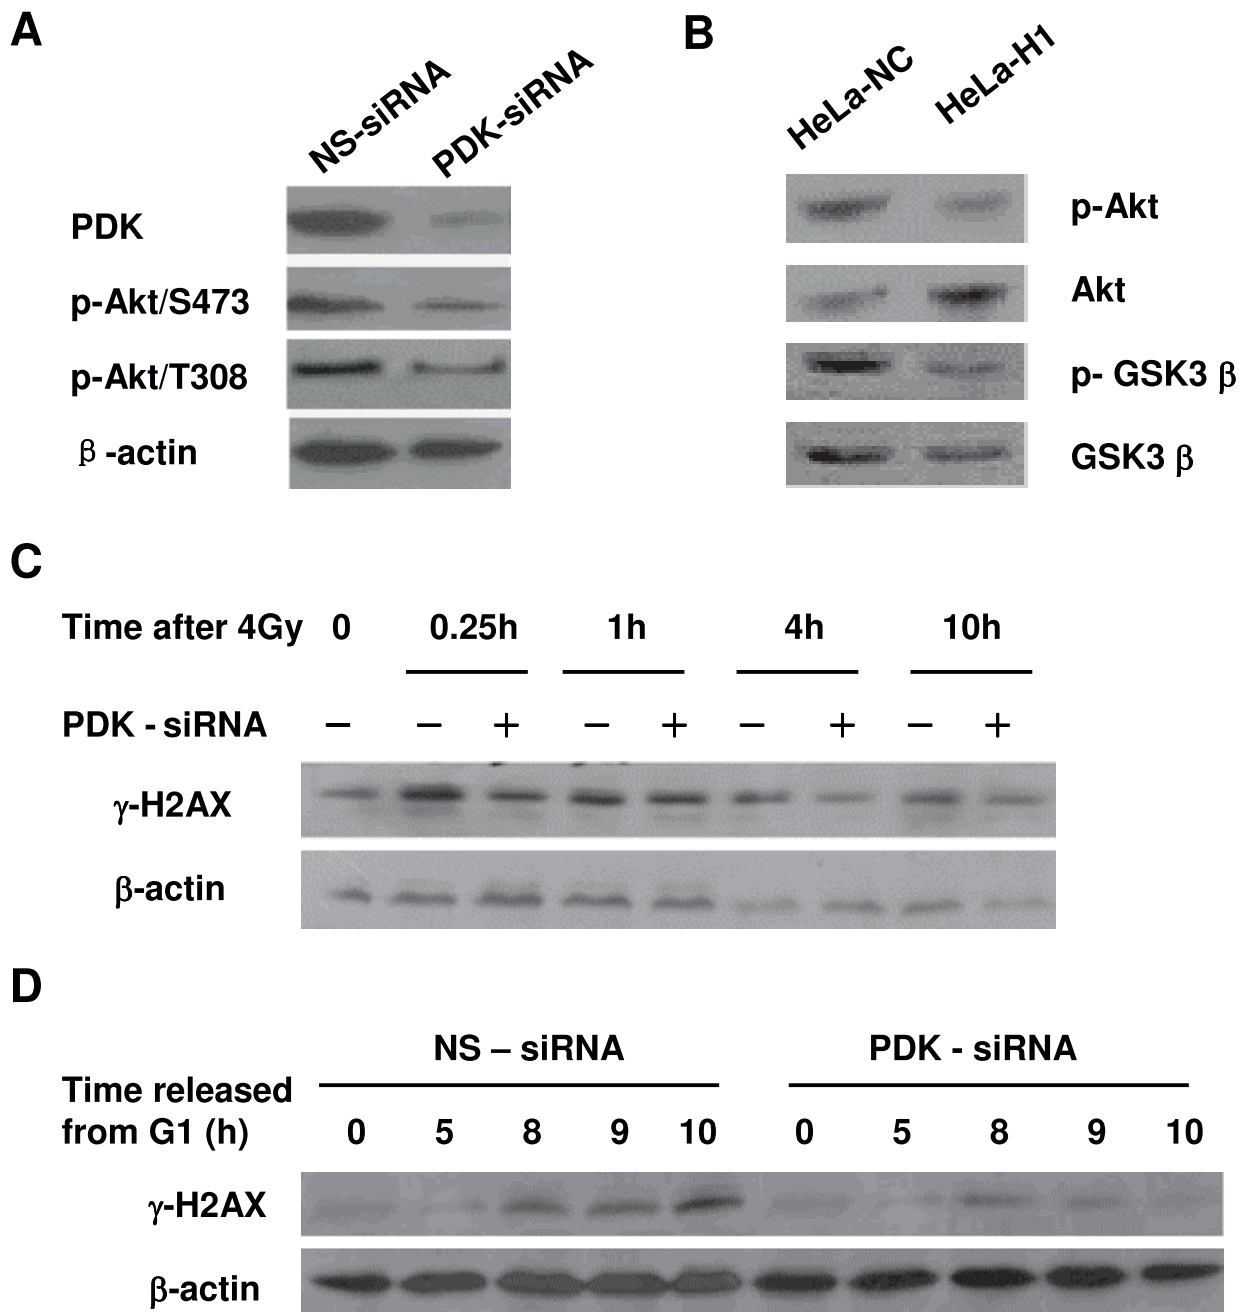 A
NS-siRNA PDK-siRNA
PDK
p-Akt/S473
p-Akt/T308
β -actin
B
HeLa-NC HeLa-H1
p-Akt
Akt
p- GSK3 β
GSK3 β
C
Time after 4Gy 0 0.25h 1h 4h 10h
PDK - siRNA − − + − + − + − +
γ-H2AX
β-actin
D
NS – siRNA PDK - siRNA
Time released
from G1 (h) 0 5 8 9 10 0 5 8 9 10
γ-H2AX
β-actin